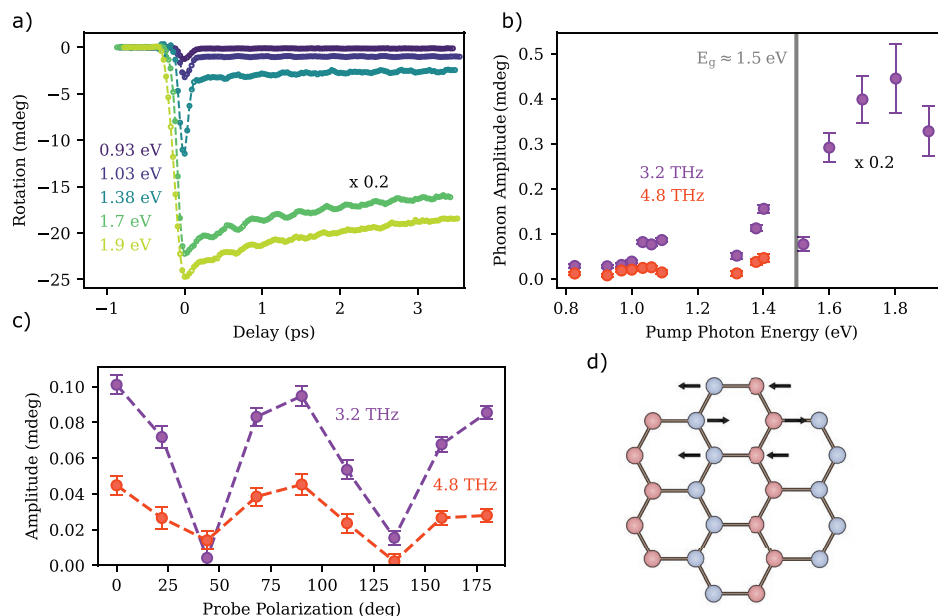 a)
0
−5
−10
−15
−20
−25
Rotation (mdeg)
0.93 eV
1.03 eV
1.38 eV
1.7 eV
1.9 eV
x 0.2
−1
0
1
2
3
Delay (ps)
b)
0.5
0.4
0.3
0.2
0.1
0.0
Phonon Amplitude (mdeg)
E_g ≈ 1.5 eV
3.2 THz
4.8 THz
x 0.2
0.8
1.0
1.2
1.4
1.6
1.8
Pump Photon Energy (eV)
c)
0.10
0.08
0.06
0.04
0.02
0.00
Amplitude (mdeg)
3.2 THz
4.8 THz
0
25
50
75
100
125
150
175
Probe Polarization (deg)
d)